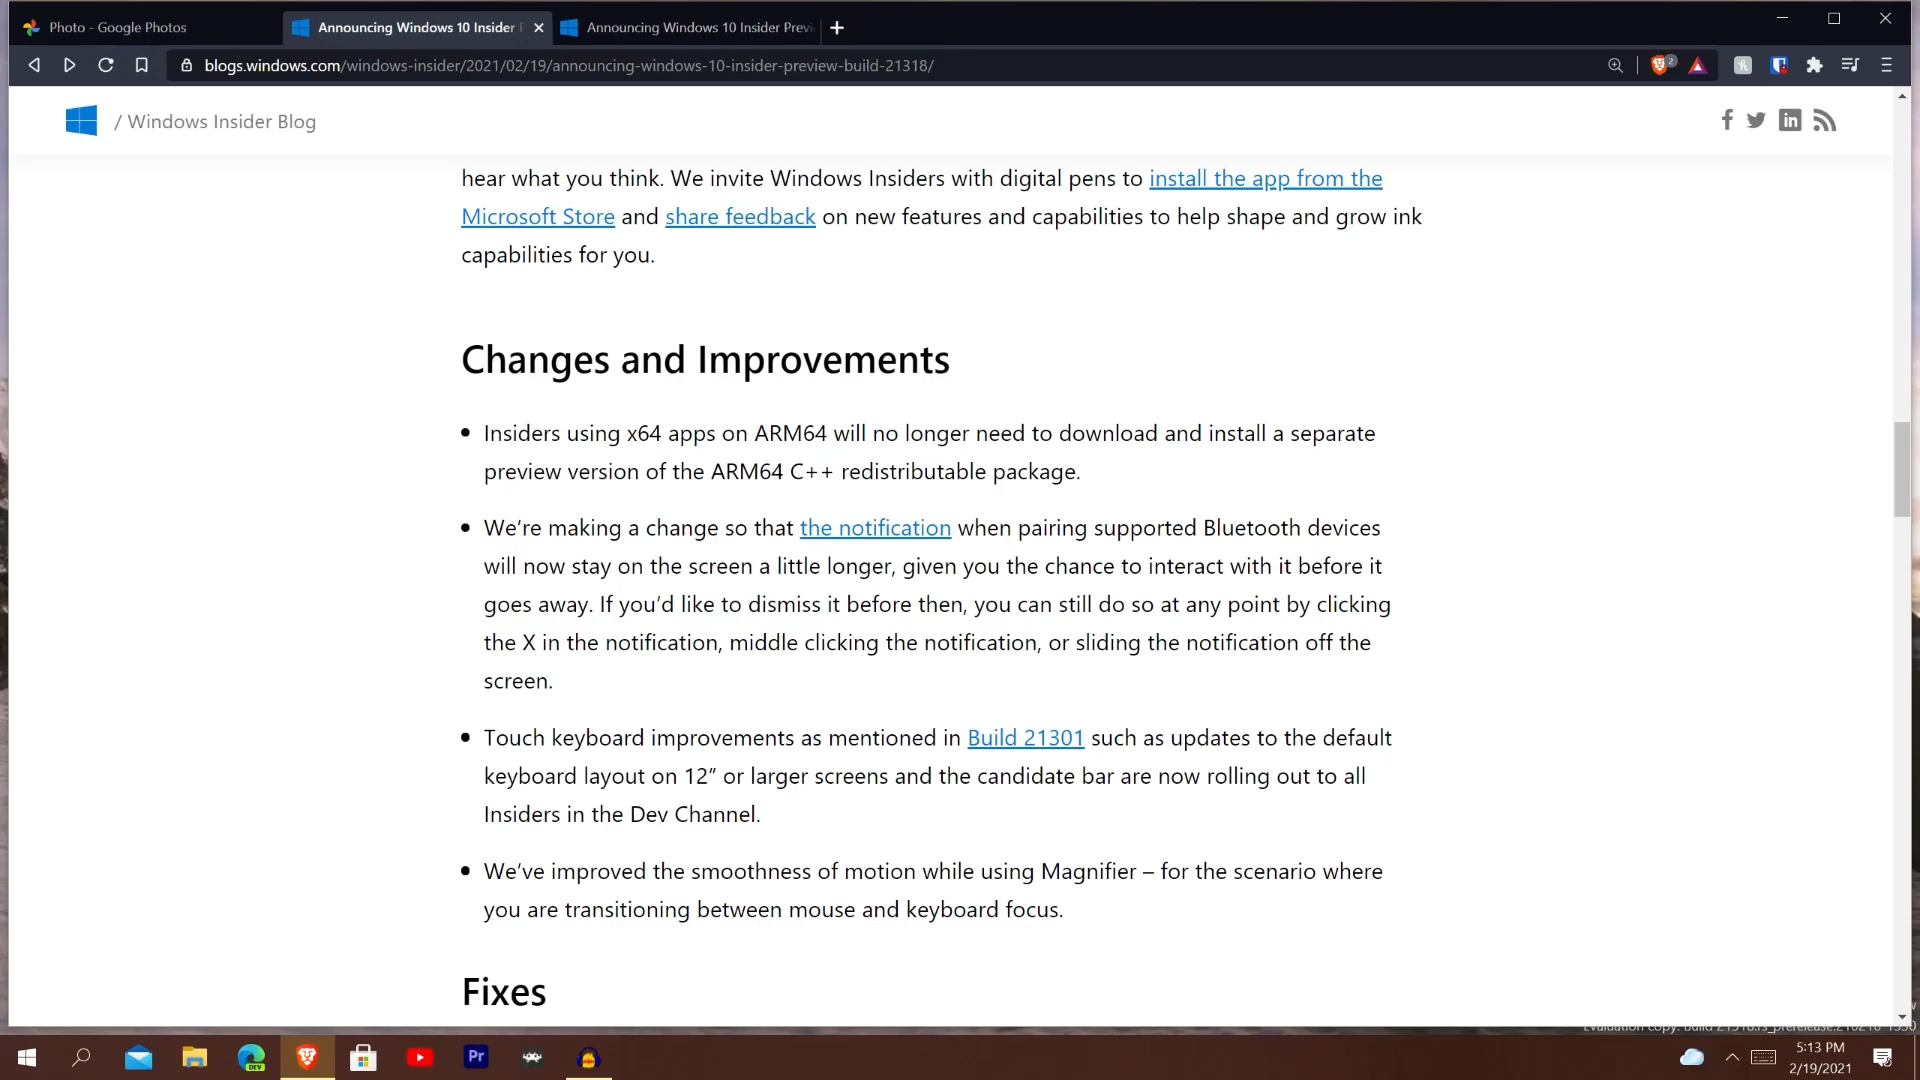 Photo - Google Photos
Announcing Windows 10 Insider P
Announcing Windows 10 Insider Previ
blogs.windows.com/windows-insider/2021/02/19/announcing-windows-10-insider-preview-build-21318/
2
/ Windows Insider Blog
hear what you think. We invite Windows Insiders with digital pens to install the app from the
Microsoft Store and share feedback on new features and capabilities to help shape and grow ink
capabilities for you.
Changes and Improvements
Insiders using x64 apps on ARM64 will no longer need to download and install a separate
preview version of the ARM64 C++ redistributable package.
We’re making a change so that the notification when pairing supported Bluetooth devices
will now stay on the screen a little longer, given you the chance to interact with it before it
goes away. If you’d like to dismiss it before then, you can still do so at any point by clicking
the X in the notification, middle clicking the notification, or sliding the notification off the
screen.
Touch keyboard improvements as mentioned in Build 21301 such as updates to the default
keyboard layout on 12” or larger screens and the candidate bar are now rolling out to all
Insiders in the Dev Channel.
We’ve improved the smoothness of motion while using Magnifier – for the scenario where
you are transitioning between mouse and keyboard focus.
Fixes
DEV
Pr
5:13 PM
2/19/2021